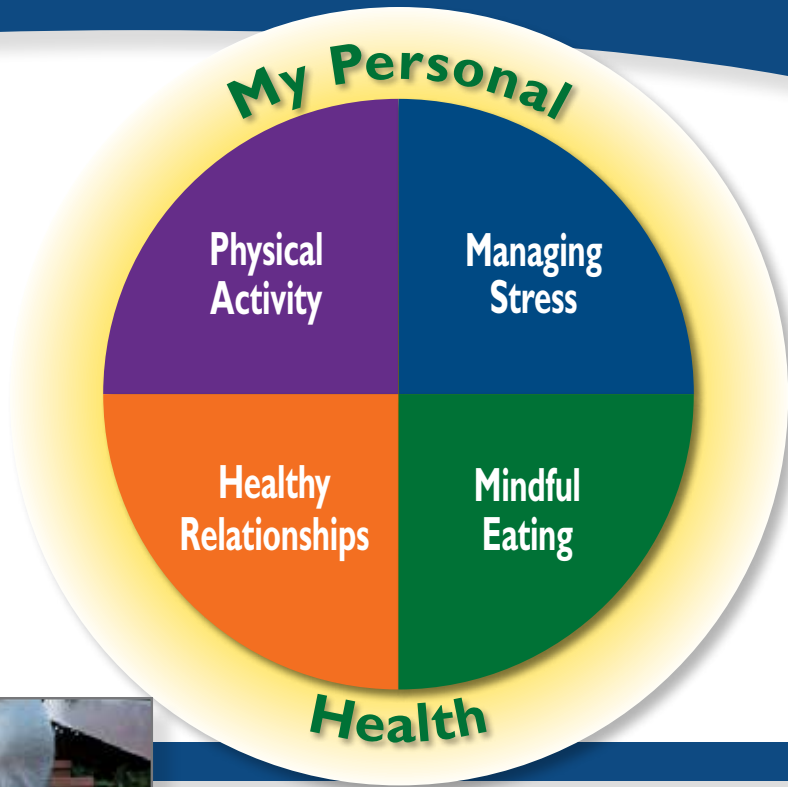 My Personal
Physical
Activity
Managing
Stress
Healthy
Relationships
Mindful
Eating
Health